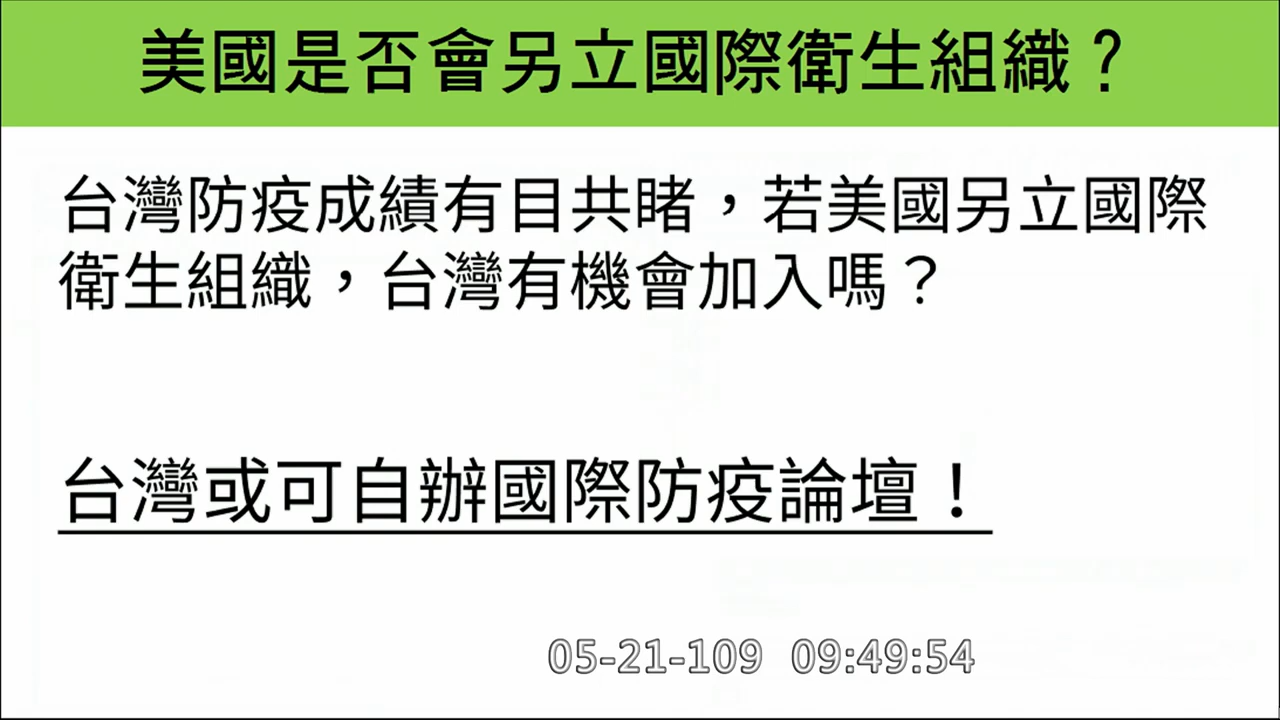 美國是否會另立國際衛生組織？
台灣防疫成績有目共睹，若美國另立國際
衛生組織，台灣有機會加入嗎？
台灣或可自辦國際防疫論壇！
05-21-109 09:49:54